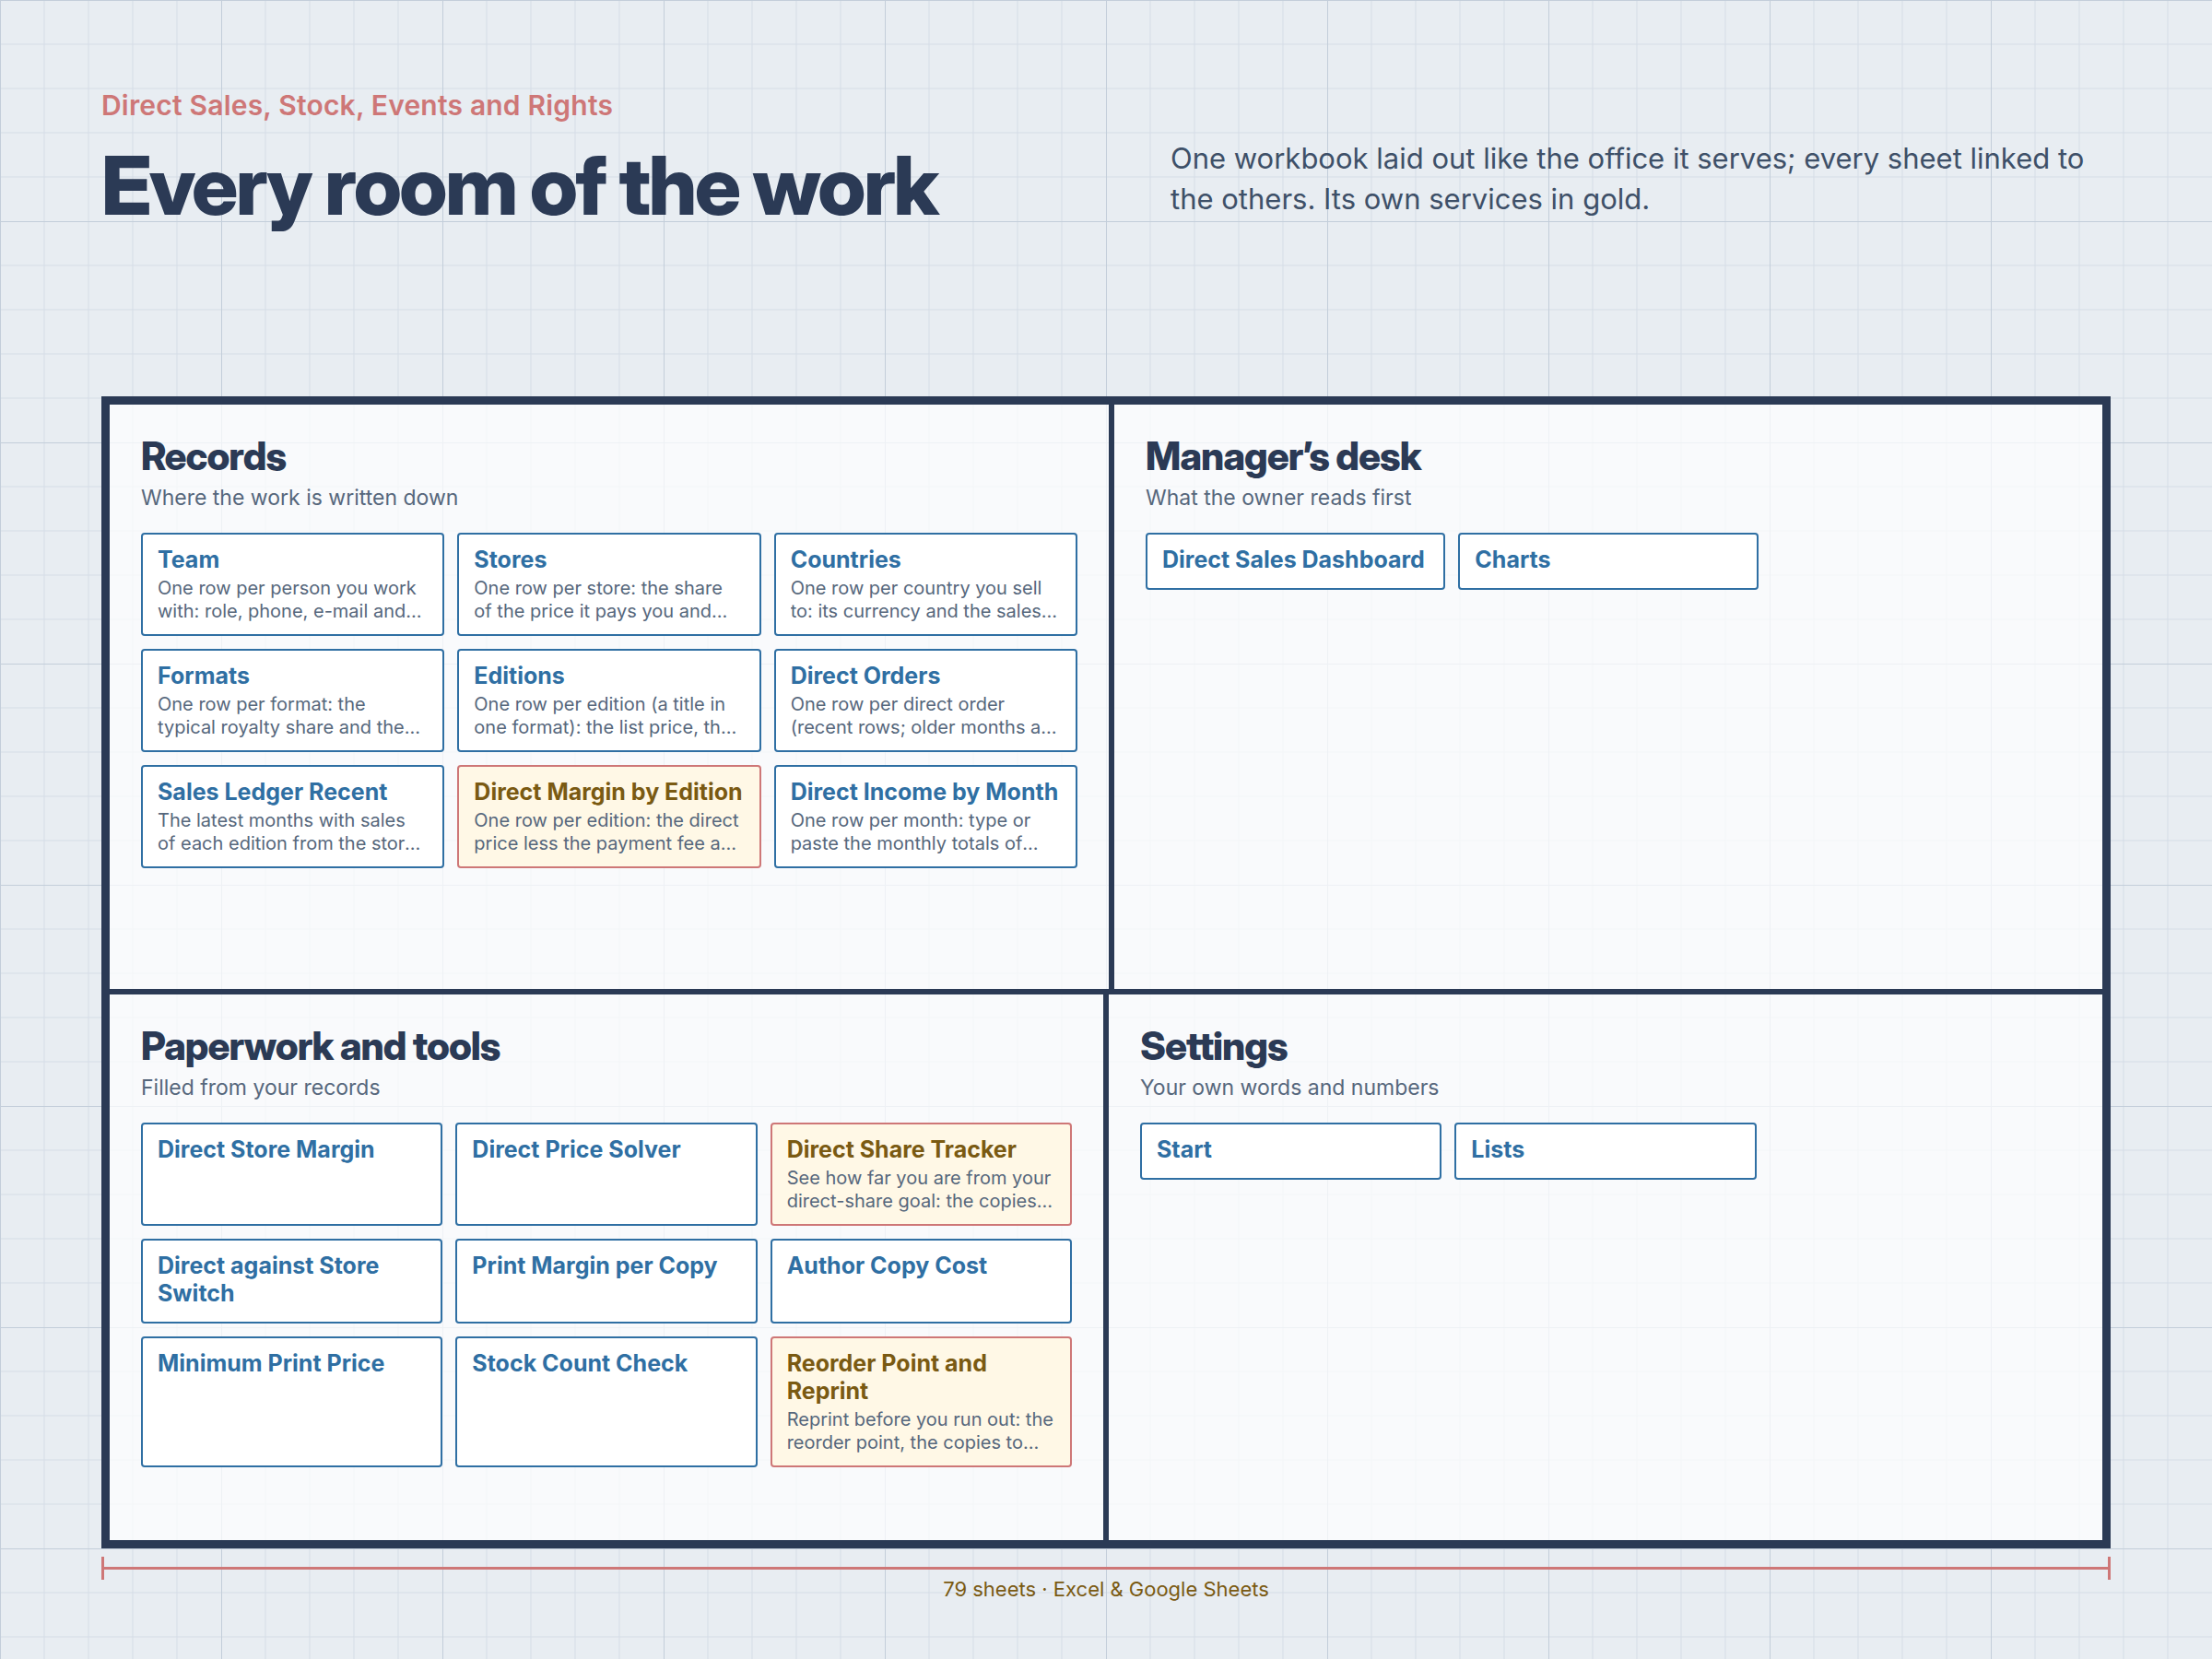 Direct Sales, Stock, Events and Rights
Every room of the work
One workbook laid out like the office it serves; every sheet linked to
the others. Its own services in gold.
Records
Where the work is written down
Team
One row per person you work
with: role, phone, e-mail and...
Stores
One row per store: the share
of the price it pays you and...
Countries
One row per country you sell
to: its currency and the sales...
Formats
One row per format: the
typical royalty share and the...
Editions
One row per edition (a title in
one format): the list price, th...
Direct Orders
One row per direct order
(recent rows; older months a...
Sales Ledger Recent
The latest months with sales
of each edition from the stor...
Direct Margin by Edition
One row per edition: the direct
price less the payment fee a...
Direct Income by Month
One row per month: type or
paste the monthly totals of...
Manager’s desk
What the owner reads first
Direct Sales Dashboard
Charts
Paperwork and tools
Filled from your records
Direct Store Margin
Direct Price Solver
Direct Share Tracker
See how far you are from your
direct-share goal: the copies...
Direct against Store
Switch
Print Margin per Copy
Author Copy Cost
Minimum Print Price
Stock Count Check
Reorder Point and
Reprint
Reprint before you run out: the
reorder point, the copies to...
Settings
Your own words and numbers
Start
Lists
79 sheets · Excel & Google Sheets